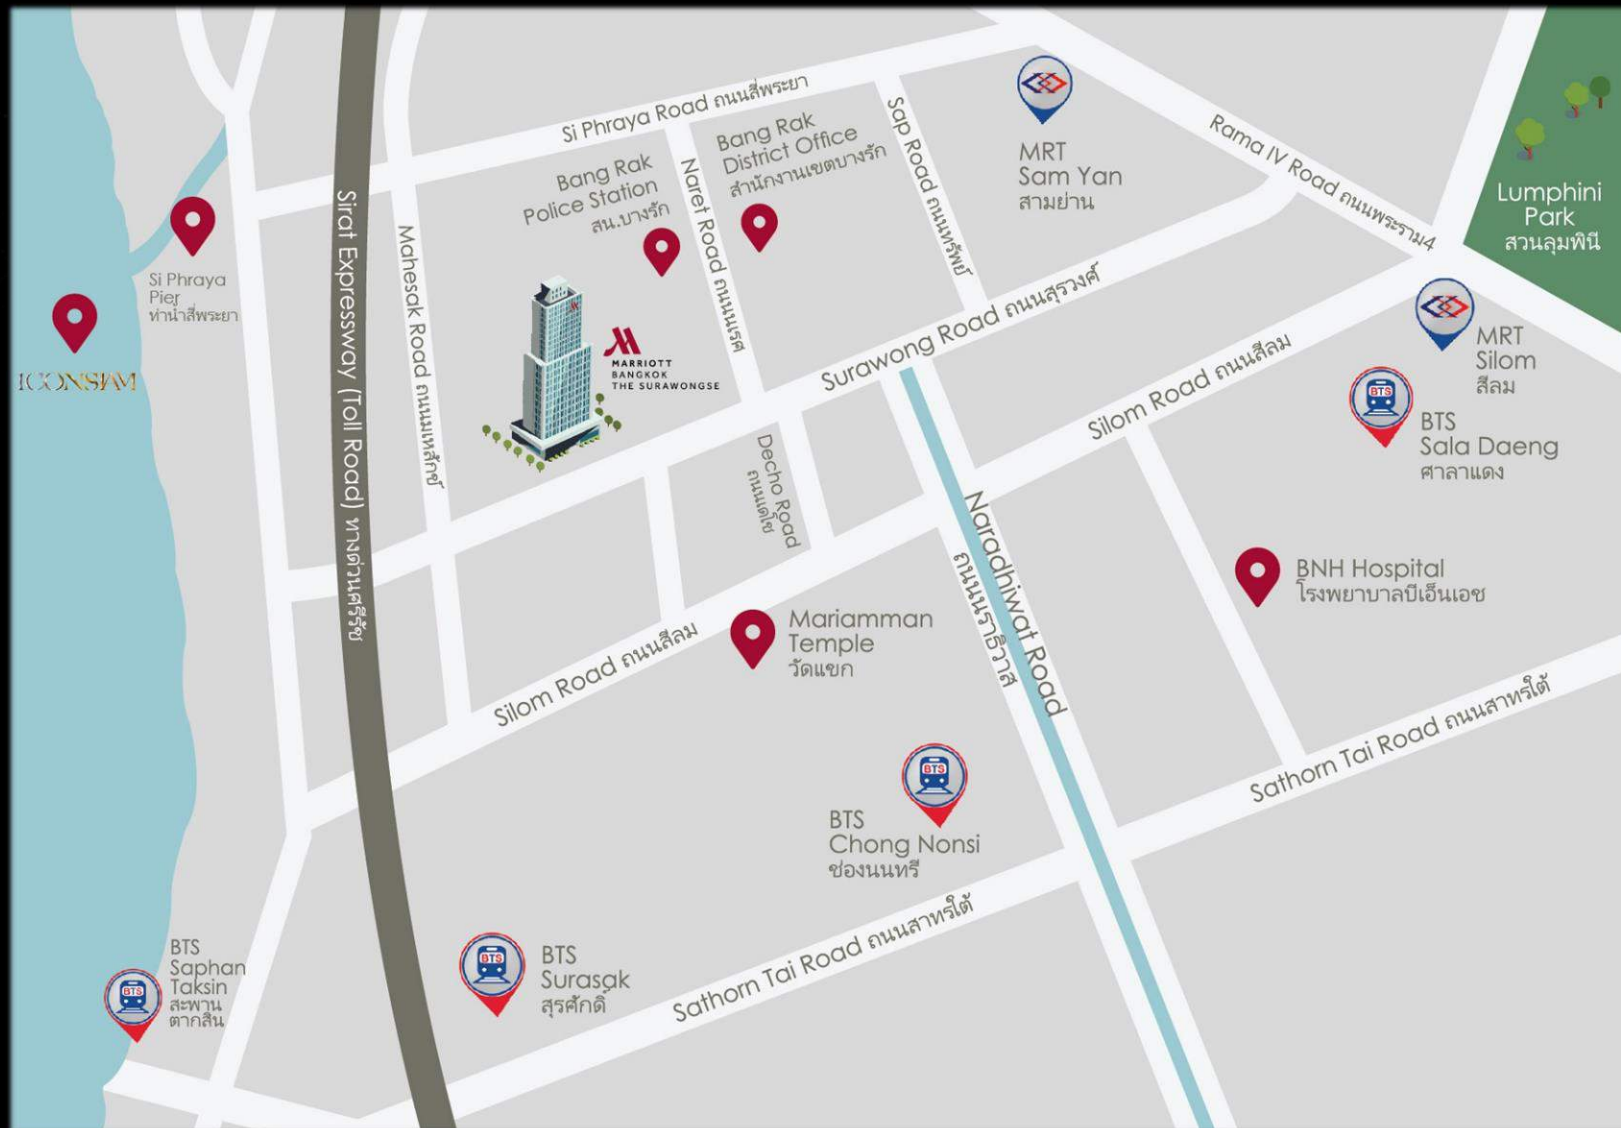 Si Phraya Road ถนนสี่พระยา
Bang Rak
Police Station
สน.บางรัก
Bang Rak
District Office
สำนักงานเขตบางรัก
Naret Road ถนนนเรศ
Sap Road ถนนทรัพย์
MRT
Sam Yan
สามย่าน
Rama IV Road ถนนพระราม4
Lumphini
Park
สวนลุมพินี
Si Phraya
Pier
ท่าน้ำสี่พระยา
ICONSIAM
Sirat Expressway (Toll Road) ทางด่วนศรีรัช
Mahesak Road ถนนมเหสักข์
MARRIOTT
BANGKOK
THE SURAWONGSE
Surawong Road ถนนสุรวงศ์
MRT
Silom
สีลม
Silom Road ถนนสีลม
BTS
BTS
Sala Daeng
ศาลาแดง
Decho Road
ถนนเดโช
Naradhiwat Road
ถนนนราธิวาส
BNH Hospital
โรงพยาบาลบีเอ็นเอช
Mariamman
Temple
วัดแขก
Silom Road ถนนสีลม
Sathorn Tai Road ถนนสาทรใต้
BTS
BTS
Chong Nonsi
ช่องนนทรี
BTS
BTS
Surasak
สุรศักดิ์
Sathorn Tai Road ถนนสาทรใต้
BTS
BTS
Saphan
Taksin
สะพาน
ตากสิน